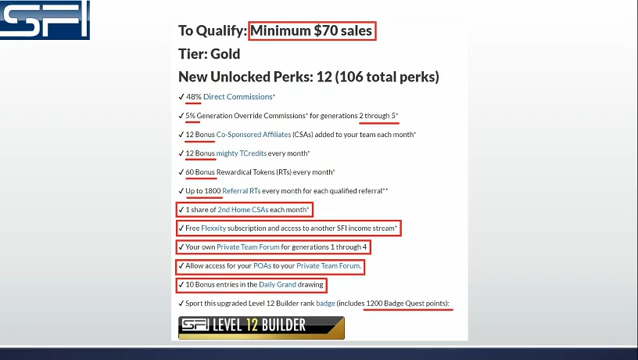 SFI
To Qualify: Minimum $70 sales
Tier: Gold
New Unlocked Perks: 12 (106 total perks)
✓ 48% Direct Commissions*
✓ 5% Generation Override Commissions* for generations 2 through 5*
✓ 12 Bonus Co-Sponsored Affiliates (CSAs) added to your team each month*
✓ 12 Bonus mighty TCredits every month*
✓ 60 Bonus Rewardical Tokens (RTs) every month*
✓ Up to 1800 Referral RTs every month for each qualified referral**
✓ 1 share of 2nd Home CSAs each month*
✓ Free Flexxity subscription and access to another SFI income stream*
✓ Your own Private Team Forum for generations 1 through 4
✓ Allow access for your POAs to your Private Team Forum.
✓ 10 Bonus entries in the Daily Grand drawing
✓ Sport this upgraded Level 12 Builder rank badge (includes 1200 Badge Quest points):
SFI LEVEL 12 BUILDER